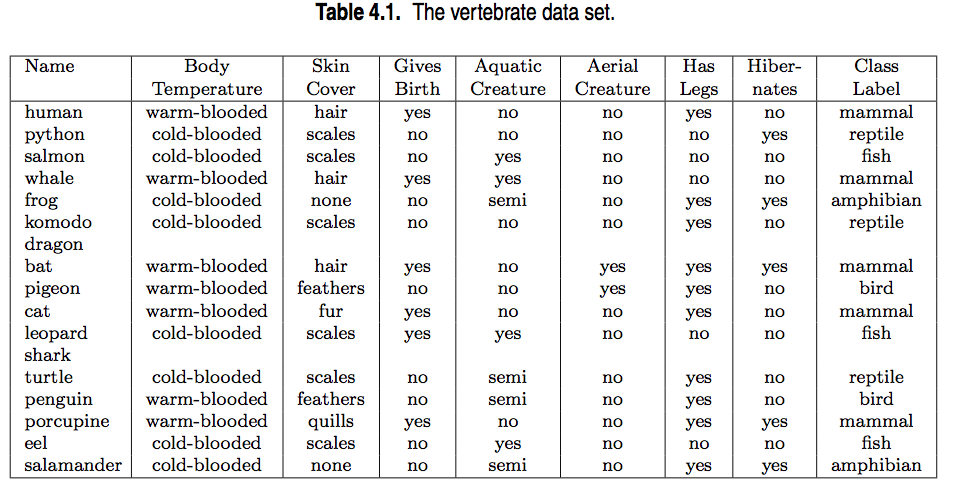 Table 4.1. The vertebrate data set.
Name Body Skin Gives Aquatic Aerial Has Hiber- Class
Temperature Cover Birth Creature Creature Legs nates Label
human warm-blooded hair yes no no yes no mammal
python cold-blooded scales no no no no yes reptile
salmon cold-blooded scales no yes no no no fish
whale warm-blooded hair yes yes no no no mammal
frog cold-blooded none no semi no yes yes amphibian
komodo cold-blooded scales no no no yes no reptile
dragon
bat warm-blooded hair yes no yes yes yes mammal
pigeon warm-blooded feathers no no yes yes no bird
cat warm-blooded fur yes no no yes no mammal
leopard cold-blooded scales yes yes no no no fish
shark
turtle cold-blooded scales no semi no yes no reptile
penguin warm-blooded feathers no semi no yes no bird
porcupine warm-blooded quills yes no no yes yes mammal
eel cold-blooded scales no yes no no no fish
salamander cold-blooded none no semi no yes yes amphibian